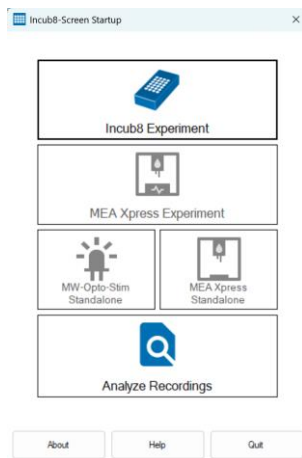 Incub8-Screen Startup
Incub8 Experiment
MEA Xpress Experiment
MW-Opto-Stim
Standalone
MEA Xpress
Standalone
Analyze Recordings
About
Help
Quit